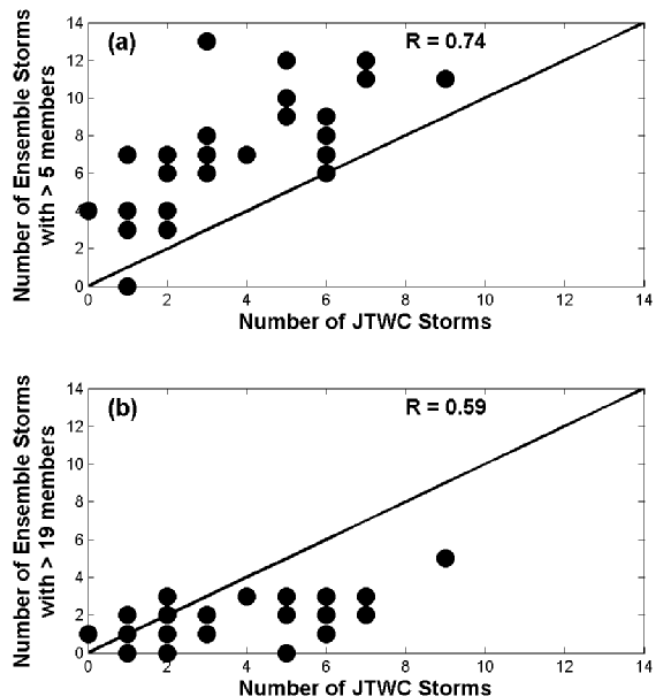 14
(a)
R = 0.74
12
10
8
6
4
2
0
0 2 4 6 8 10 12 14
Number of Ensemble Storms
with > 5 members
Number of JTWC Storms
14
(b)
R = 0.59
12
10
8
6
4
2
0
0 2 4 6 8 10 12 14
Number of Ensemble Storms
with > 19 members
Number of JTWC Storms